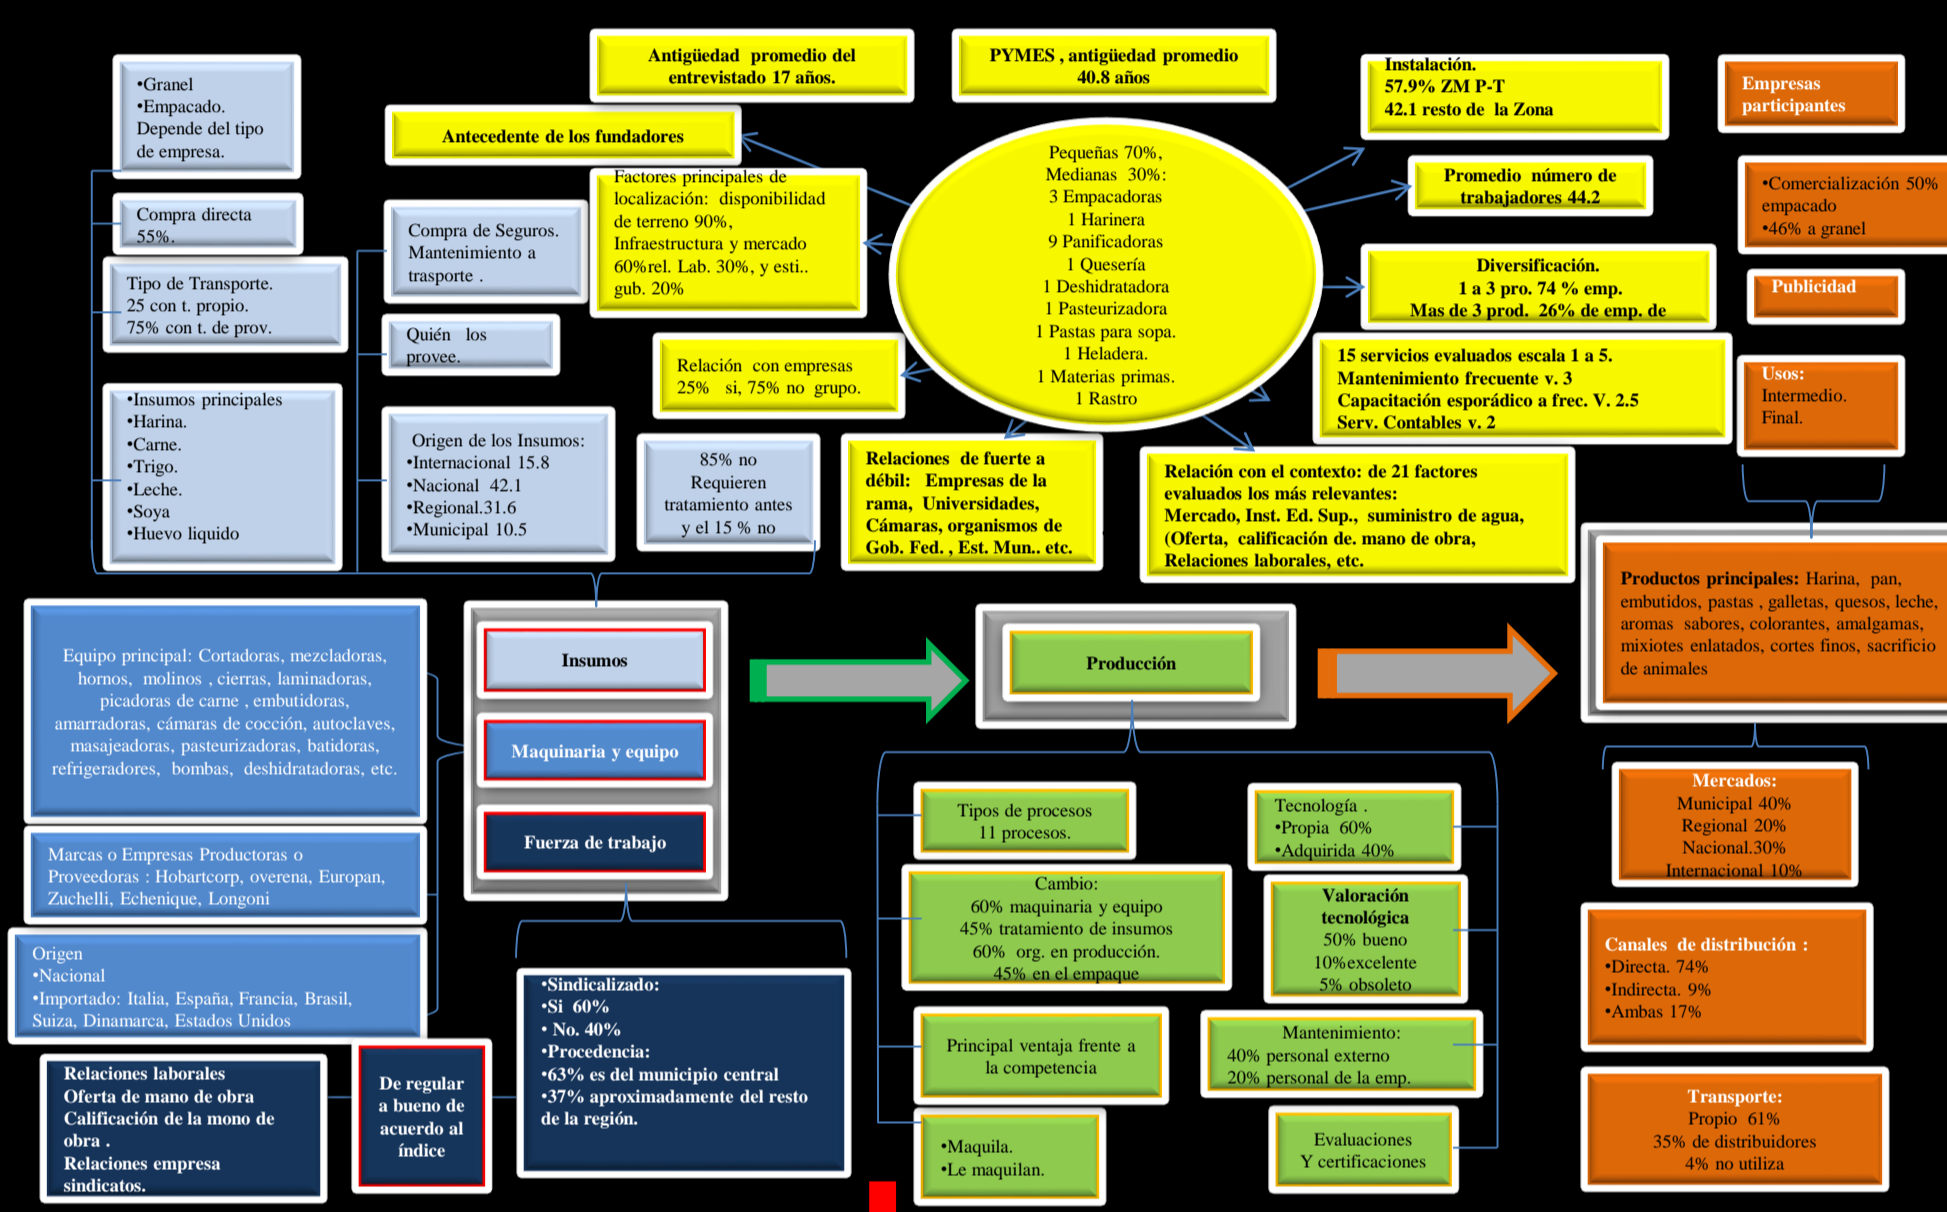 Antigüedad promedio del
entrevistado 17 años.
PYMES , antigüedad promedio
40.8 años
Instalación.
57.9% ZM P-T
42.1 resto de la Zona
Empresas
participantes
•Granel
•Empacado.
Depende del tipo
de empresa.
Antecedente de los fundadores
Pequeñas 70%,
Medianas 30%:
3 Empacadoras
1 Harinera
9 Panificadoras
1 Quesería
1 Deshidratadora
1 Pasteurizadora
1 Pastas para sopa.
1 Heladera.
1 Materias primas.
1 Rastro
Promedio número de
trabajadores 44.2
•Comercialización 50%
empacado
•46% a granel
Compra directa
55%.
Compra de Seguros.
Mantenimiento a
trasporte .
Factores principales de
localización: disponibilidad
de terreno 90%,
Infraestructura y mercado
60%rel. Lab. 30%, y esti..
gub. 20%
Diversificación.
1 a 3 pro. 74 % emp.
Mas de 3 prod. 26% de emp. de
Publicidad
Tipo de Transporte.
25 con t. propio.
75% con t. de prov.
Quién los
provee.
Relación con empresas
25% si, 75% no grupo.
15 servicios evaluados escala 1 a 5.
Mantenimiento frecuente v. 3
Capacitación esporádico a frec. V. 2.5
Serv. Contables v. 2
Usos:
Intermedio.
Final.
•Insumos principales
•Harina.
•Carne.
•Trigo.
•Leche.
•Soya
•Huevo liquido
Origen de los Insumos:
•Internacional 15.8
•Nacional 42.1
•Regional.31.6
•Municipal 10.5
85% no
Requieren
tratamiento antes
y el 15 % no
Relaciones de fuerte a
débil: Empresas de la
rama, Universidades,
Cámaras, organismos de
Gob. Fed. , Est. Mun.. etc.
Relación con el contexto: de 21 factores
evaluados los más relevantes:
Mercado, Inst. Ed. Sup., suministro de agua,
(Oferta, calificación de. mano de obra,
Relaciones laborales, etc.
Equipo principal: Cortadoras, mezcladoras,
hornos, molinos , cierras, laminadoras,
picadoras de carne , embutidoras,
amarradoras, cámaras de cocción, autoclaves,
masajeadoras, pasteurizadoras, batidoras,
refrigeradores, bombas, deshidratadoras, etc.
Insumos
Maquinaria y equipo
Fuerza de trabajo
Producción
Productos principales: Harina, pan,
embutidos, pastas , galletas, quesos, leche,
aromas sabores, colorantes, amalgamas,
mixiotes enlatados, cortes finos, sacrificio
de animales
Marcas o Empresas Productoras o
Proveedoras : Hobartcorp, overena, Europan,
Zuchelli, Echenique, Longoni
Origen
•Nacional
•Importado: Italia, España, Francia, Brasil,
Suiza, Dinamarca, Estados Unidos
Relaciones laborales
Oferta de mano de obra
Calificación de la mono de
obra .
Relaciones empresa
sindicatos.
De regular
a bueno de
acuerdo al
índice
•Sindicalizado:
•Si 60%
• No. 40%
•Procedencia:
•63% es del municipio central
•37% aproximadamente del resto
de la región.
Tipos de procesos
11 procesos.
Cambio:
60% maquinaria y equipo
45% tratamiento de insumos
60% org. en producción.
45% en el empaque
Principal ventaja frente a
la competencia
•Maquila.
•Le maquilan.
Tecnología .
•Propia 60%
•Adquirida 40%
Valoración
tecnológica
50% bueno
10%excelente
5% obsoleto
Mantenimiento:
40% personal externo
20% personal de la emp.
Evaluaciones
Y certificaciones
Mercados:
Municipal 40%
Regional 20%
Nacional.30%
Internacional 10%
Canales de distribución :
•Directa. 74%
•Indirecta. 9%
•Ambas 17%
Transporte:
Propio 61%
35% de distribuidores
4% no utiliza